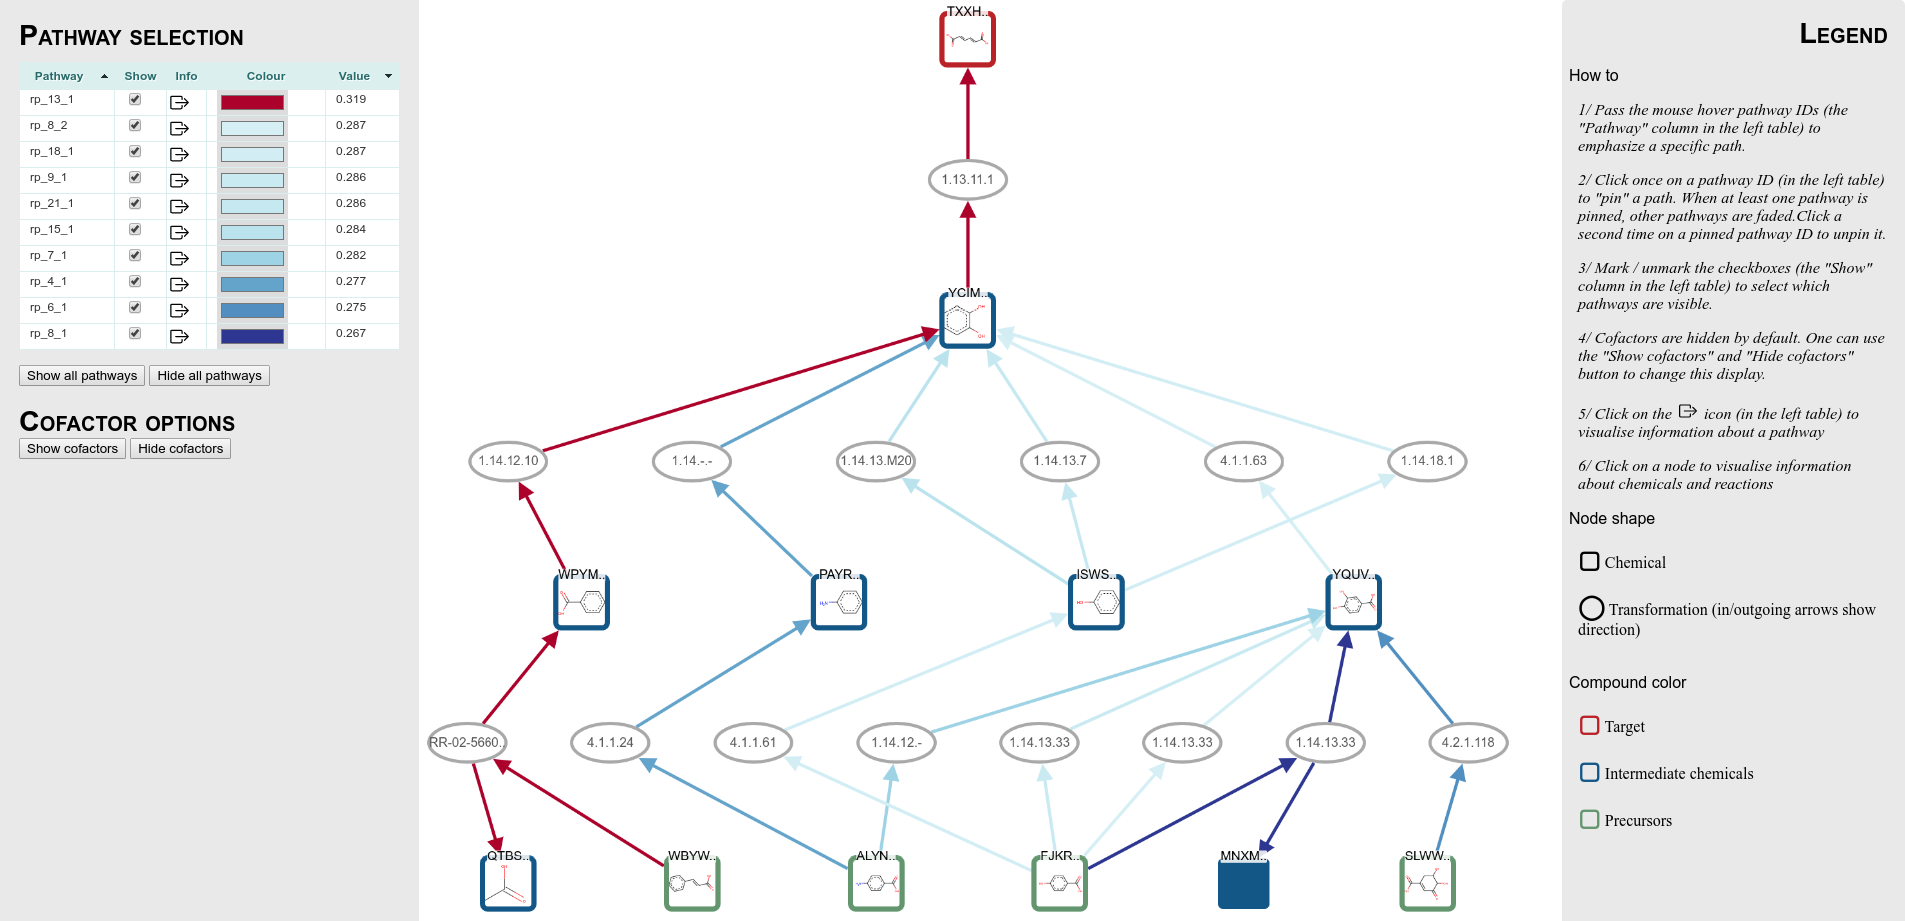 PATHWAY SELECTION
Pathway Show Info Colour Value
rp_13_1 0.319
rp_8_2 0.287
rp_18_1 0.287
rp_9_1 0.286
rp_21_1 0.286
rp_15_1 0.284
rp_7_1 0.282
rp_4_1 0.277
rp_6_1 0.275
rp_8_1 0.267
Show all pathways Hide all pathways
COFACTOR OPTIONS
Show cofactors Hide cofactors
TXXH..
1.13.11.1
YCIM..
1.14.12.10 1.14.-.- 1.14.13.M20 1.14.13.7 4.1.1.63 1.14.18.1
WPYM.. PAYR.. ISWS.. YQUV..
RR-02-5660.. 4.1.1.24 4.1.1.61 1.14.12.- 1.14.13.33 1.14.13.33 1.14.13.33 4.2.1.118
QTBS.. WBYW.. ALYN.. FJKR.. MNXM.. SLWW..
LEGEND
How to
1/ Pass the mouse hover pathway IDs (the
"Pathway" column in the left table) to
emphasize a specific path.
2/ Click once on a pathway ID (in the left table)
to "pin" a path. When at least one pathway is
pinned, other pathways are faded.Click a
second time on a pinned pathway ID to unpin it.
3/ Mark / unmark the checkboxes (the "Show"
column in the left table) to select which
pathways are visible.
4/ Cofactors are hidden by default. One can use
the "Show cofactors" and "Hide cofactors"
button to change this display.
5/ Click on the icon (in the left table) to
visualise information about a pathway
6/ Click on a node to visualise information
about chemicals and reactions
Node shape
Chemical
Transformation (in/outgoing arrows show
direction)
Compound color
Target
Intermediate chemicals
Precursors